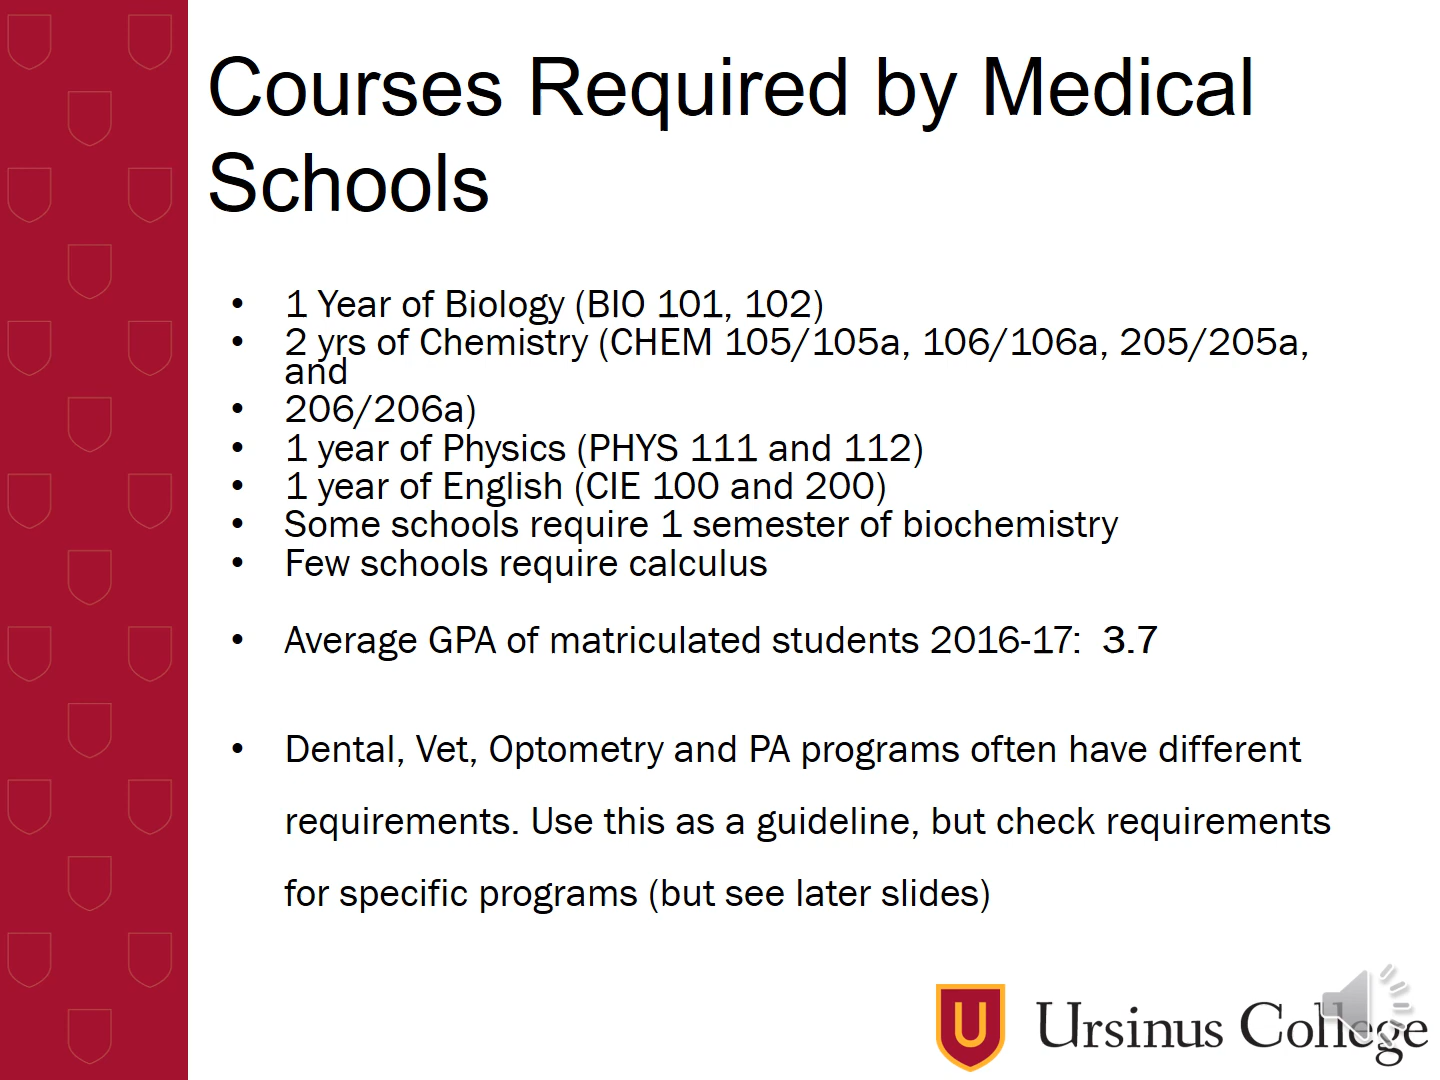 Courses Required by Medical
Schools
• 1 Year of Biology (BIO 101, 102)
• 2 yrs of Chemistry (CHEM 105/105a, 106/106a, 205/205a,
and
• 206/206a)
• 1 year of Physics (PHYS 111 and 112)
• 1 year of English (CIE 100 and 200)
• Some schools require 1 semester of biochemistry
• Few schools require calculus
• Average GPA of matriculated students 2016-17: 3.7
• Dental, Vet, Optometry and PA programs often have different
requirements. Use this as a guideline, but check requirements
for specific programs (but see later slides)
U Ursinus College